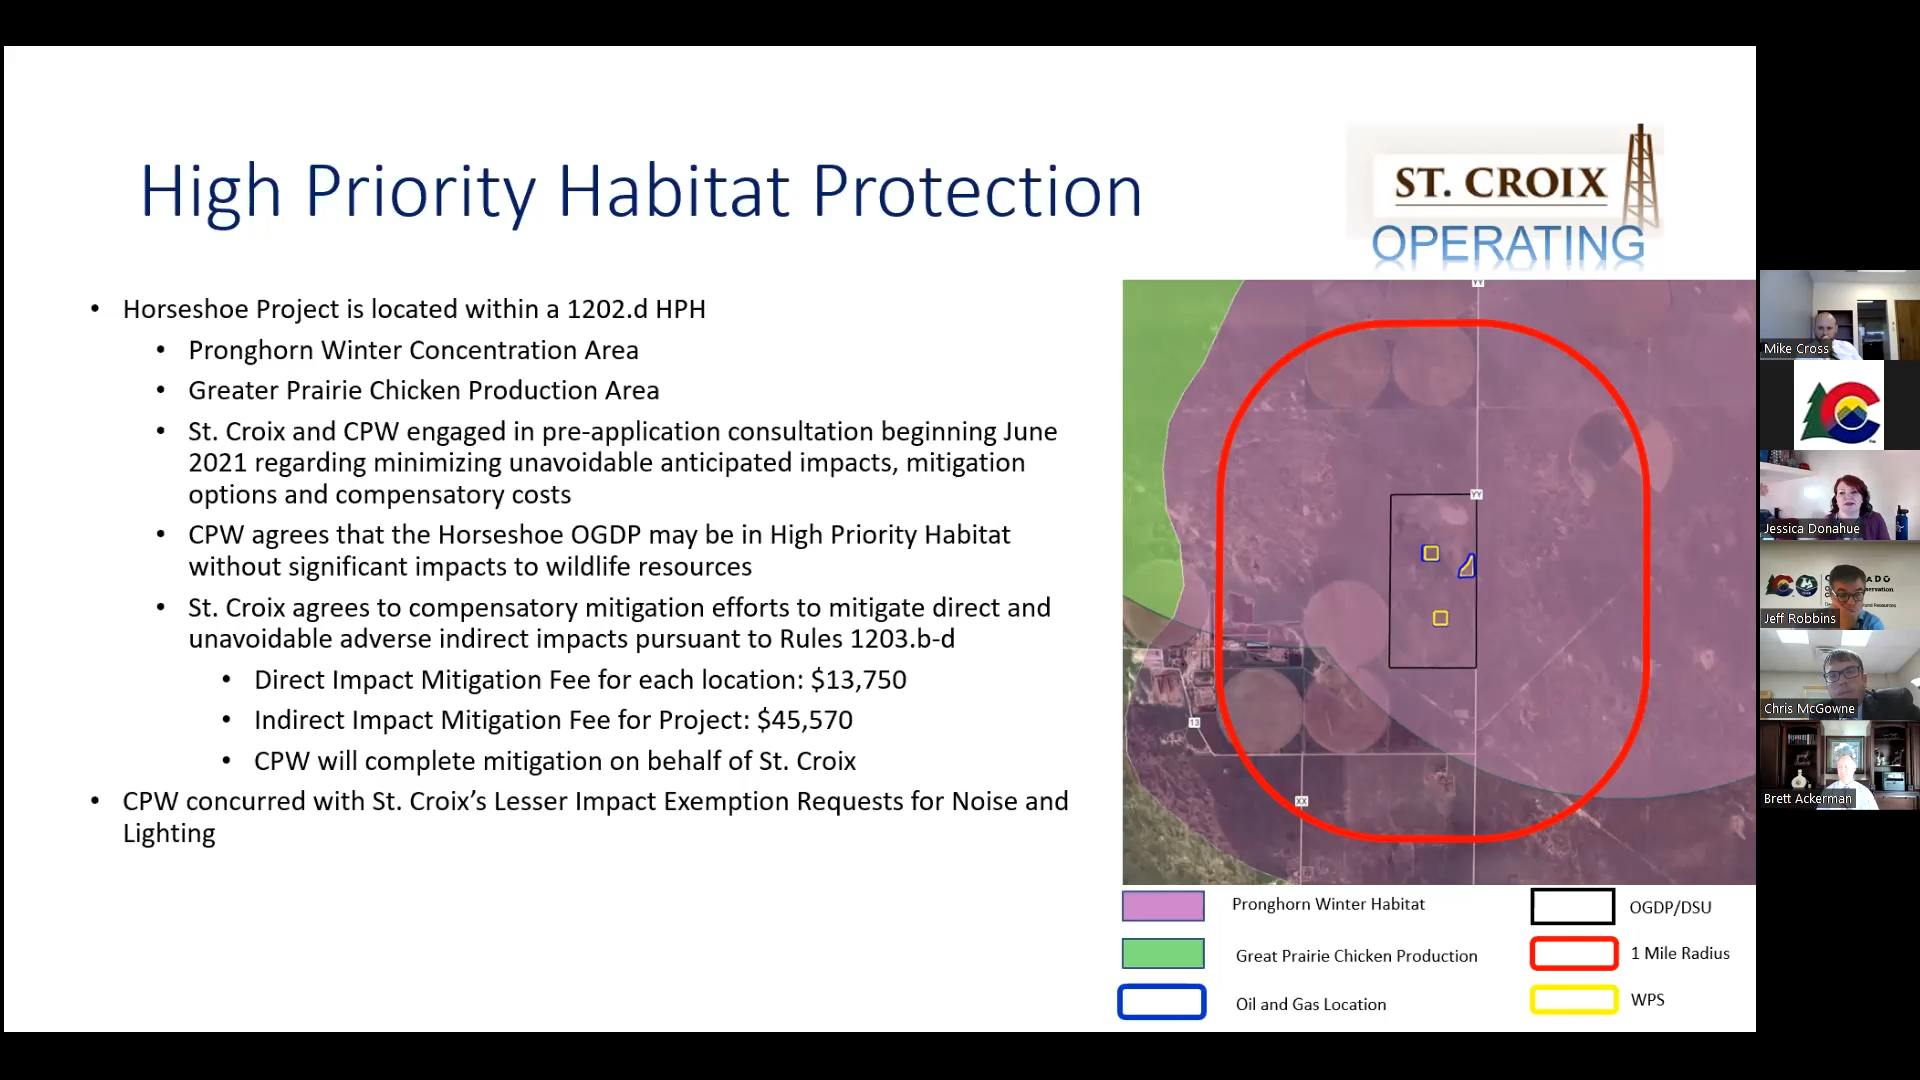 High Priority Habitat Protection
ST. CROIX
OPERATING
• Horseshoe Project is located within a 1202.d HPH
• Pronghorn Winter Concentration Area
• Greater Prairie Chicken Production Area
• St. Croix and CPW engaged in pre-application consultation beginning June
2021 regarding minimizing unavoidable anticipated impacts, mitigation
options and compensatory costs
• CPW agrees that the Horseshoe OGDP may be in High Priority Habitat
without significant impacts to wildlife resources
• St. Croix agrees to compensatory mitigation efforts to mitigate direct and
unavoidable adverse indirect impacts pursuant to Rules 1203.b-d
• Direct Impact Mitigation Fee for each location: $13,750
• Indirect Impact Mitigation Fee for Project: $45,570
• CPW will complete mitigation on behalf of St. Croix
• CPW concurred with St. Croix’s Lesser Impact Exemption Requests for Noise and
Lighting
YY
YY
13
XX
Pronghorn Winter Habitat
Great Prairie Chicken Production
Oil and Gas Location
OGDP/DSU
1 Mile Radius
WPS
Mike Cross
Jessica Donahue
Jeff Robbins
Chris McGowne
Brett Ackerman